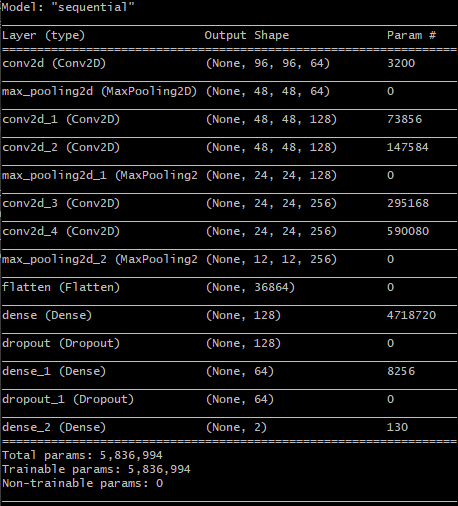 Model: "sequential"
Layer (type) Output Shape Param #
conv2d (Conv2D) (None, 96, 96, 64) 3200
max_pooling2d (MaxPooling2D) (None, 48, 48, 64) 0
conv2d_1 (Conv2D) (None, 48, 48, 128) 73856
conv2d_2 (Conv2D) (None, 48, 48, 128) 147584
max_pooling2d_1 (MaxPooling2 (None, 24, 24, 128) 0
conv2d_3 (Conv2D) (None, 24, 24, 256) 295168
conv2d_4 (Conv2D) (None, 24, 24, 256) 590080
max_pooling2d_2 (MaxPooling2 (None, 12, 12, 256) 0
flatten (Flatten) (None, 36864) 0
dense (Dense) (None, 128) 4718720
dropout (Dropout) (None, 128) 0
dense_1 (Dense) (None, 64) 8256
dropout_1 (Dropout) (None, 64) 0
dense_2 (Dense) (None, 2) 130
Total params: 5,836,994
Trainable params: 5,836,994
Non-trainable params: 0